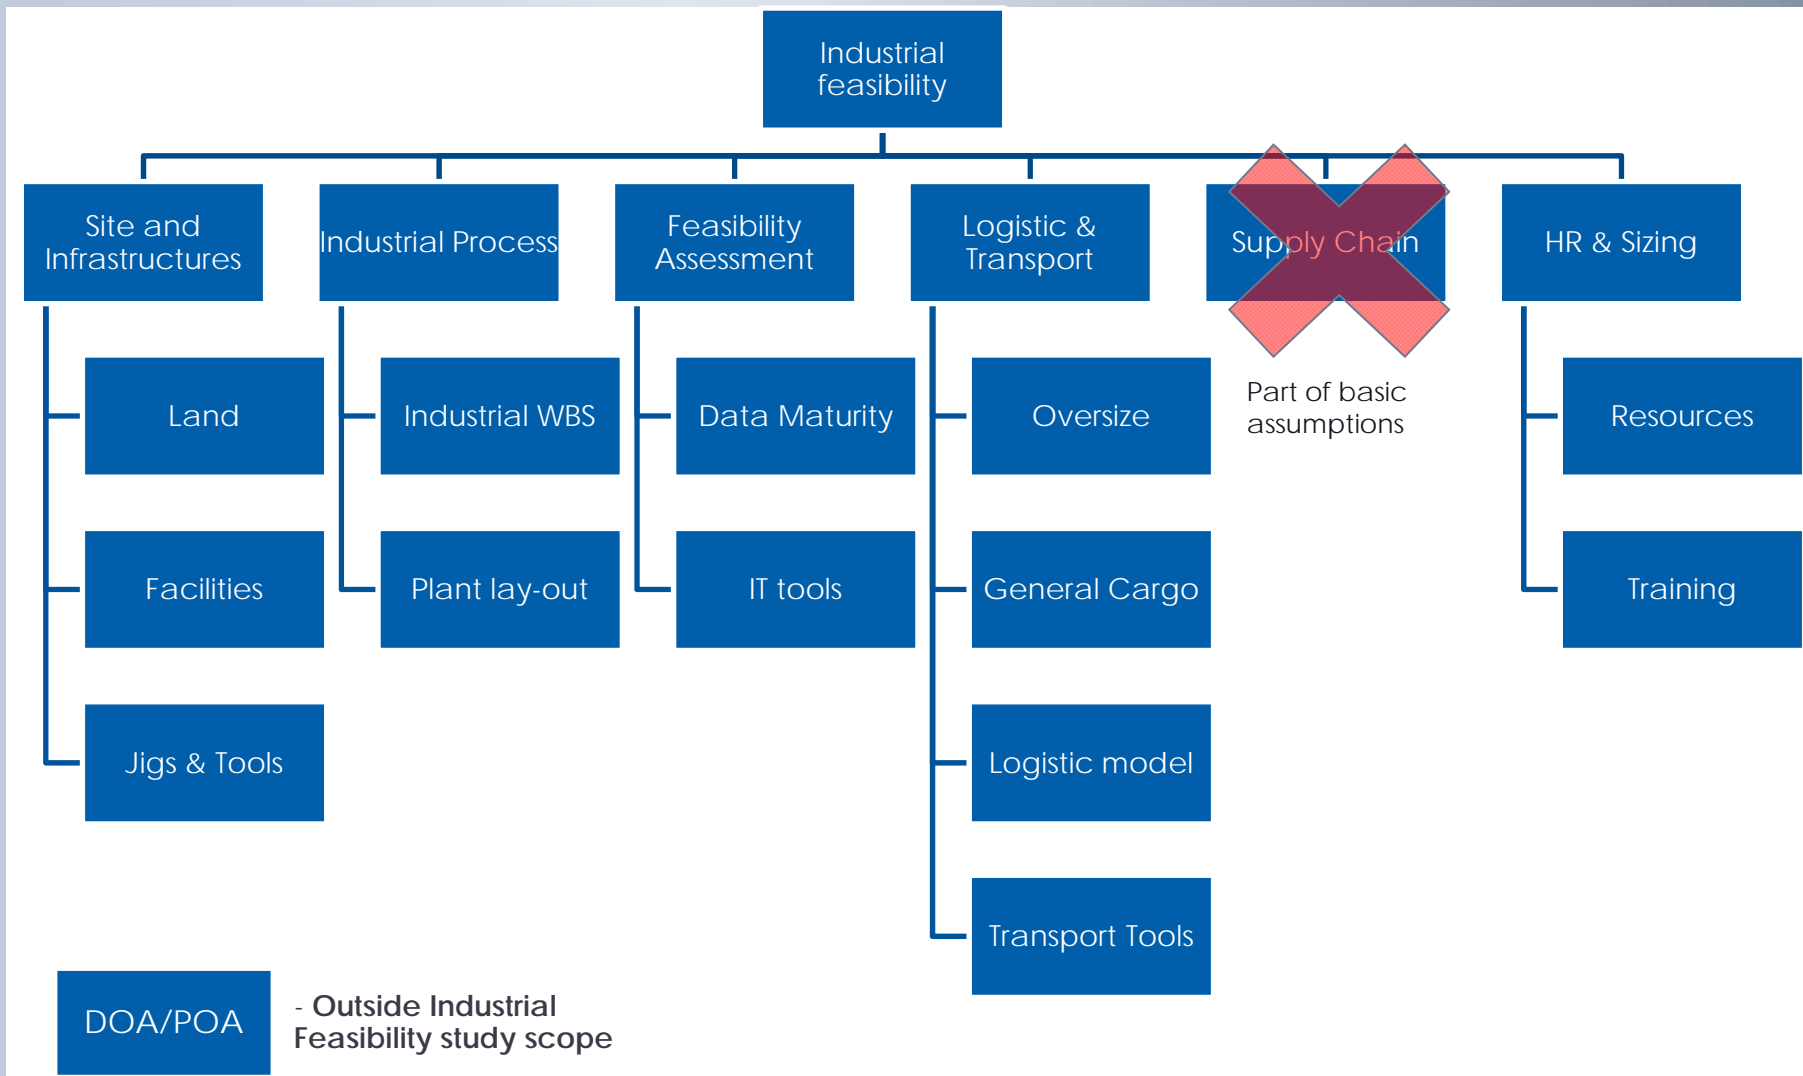 Industrial
feasibility
Site and
Infrastructures
Industrial Process
Feasibility
Assessment
Logistic &
Transport
Supply Chain
HR & Sizing
Land
Industrial WBS
Data Maturity
Oversize
Part of basic
assumptions
Resources
Facilities
Plant lay-out
IT tools
General Cargo
Training
Jigs & Tools
Logistic model
Transport Tools
DOA/POA
- Outside Industrial
Feasibility study scope